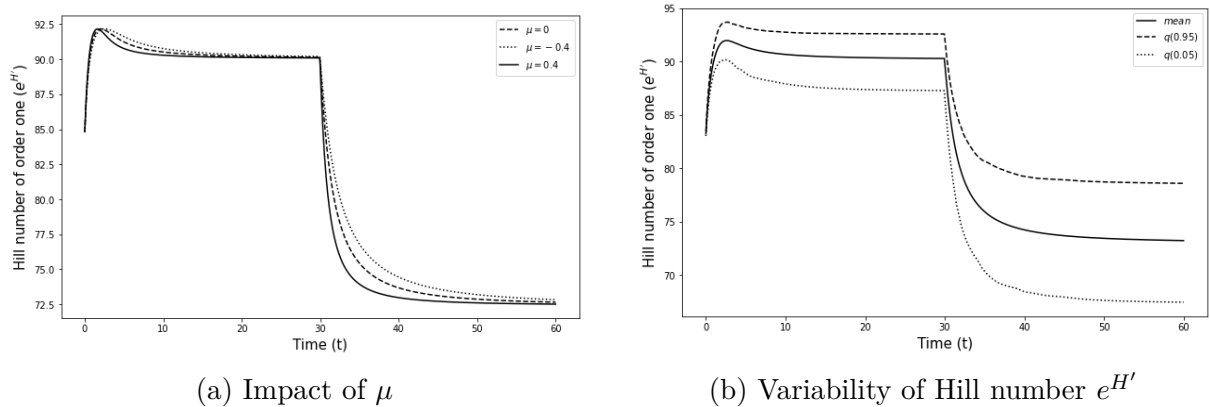 92.5
90.0
87.5
85.0
82.5
80.0
77.5
75.0
72.5
Hill number of order one (e^{H'})
0 10 20 30 40 50 60
Time (t)
μ = 0
μ = −0.4
μ = 0.4
(a) Impact of μ
95
90
85
80
75
70
Hill number of order one (e^{H'})
0 10 20 30 40 50 60
Time (t)
mean
q(0.95)
q(0.05)
(b) Variability of Hill number e^{H'}